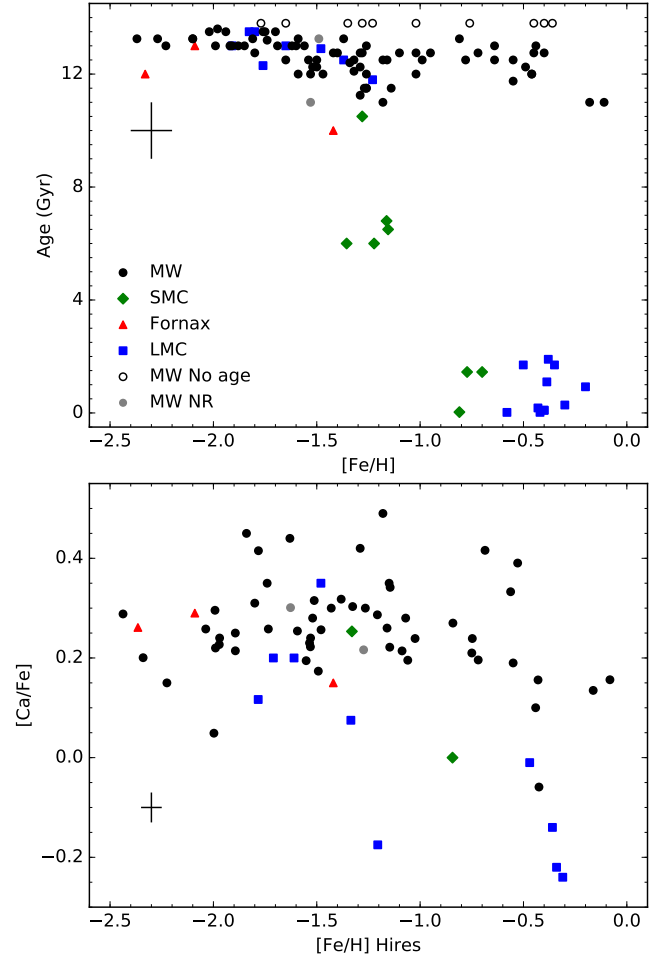 12
8
4
0
Age (Gyr)
MW
SMC
Fornax
LMC
MW No age
MW NR
−2.5 −2.0 −1.5 −1.0 −0.5 0.0
[Fe/H]
0.4
0.2
0.0
−0.2
[Ca/Fe]
−2.5 −2.0 −1.5 −1.0 −0.5 0.0
[Fe/H] Hires